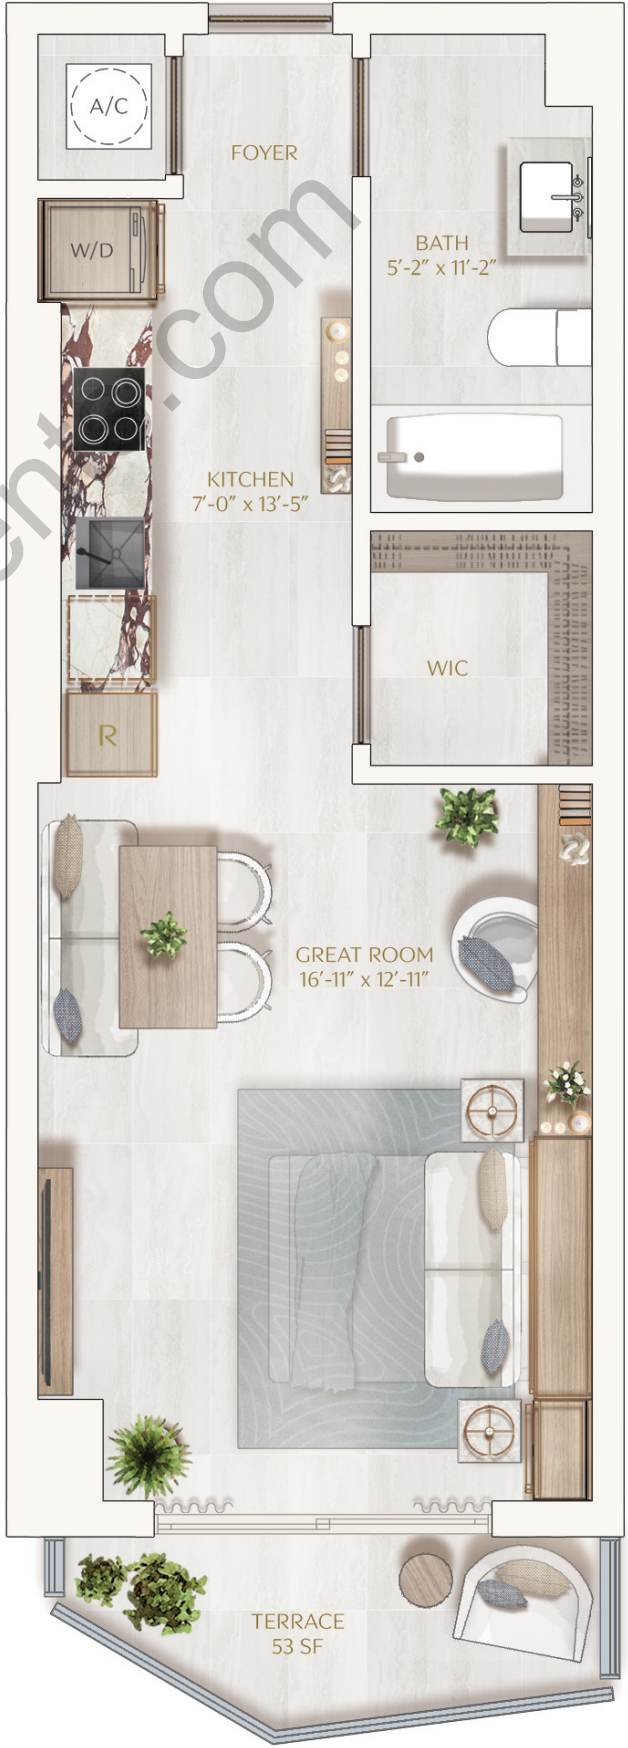 A/C
FOYER
W/D
BATH
5'-2" x 11'-2"
KITCHEN
7'-0" x 13'-5"
WIC
R
GREAT ROOM
16'-11" x 12'-11"
TERRACE
53 SF
.com